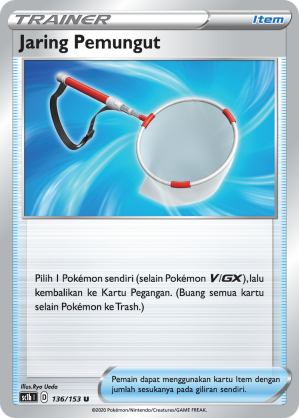 TRAINER Item
Jaring Pemungut
Pilih 1 Pokémon sendiri (selain Pokémon V/GX), lalu
kembalikan ke Kartu Pegangan. (Buang semua kartu
selain Pokémon ke Trash.)
Illus.Ryo Ueda
Pemain dapat menggunakan kartu Item dengan
jumlah sesukanya pada giliran sendiri.
sc1b I D 136/153 U
©2020 Pokémon/Nintendo/Creatures/GAME FREAK.